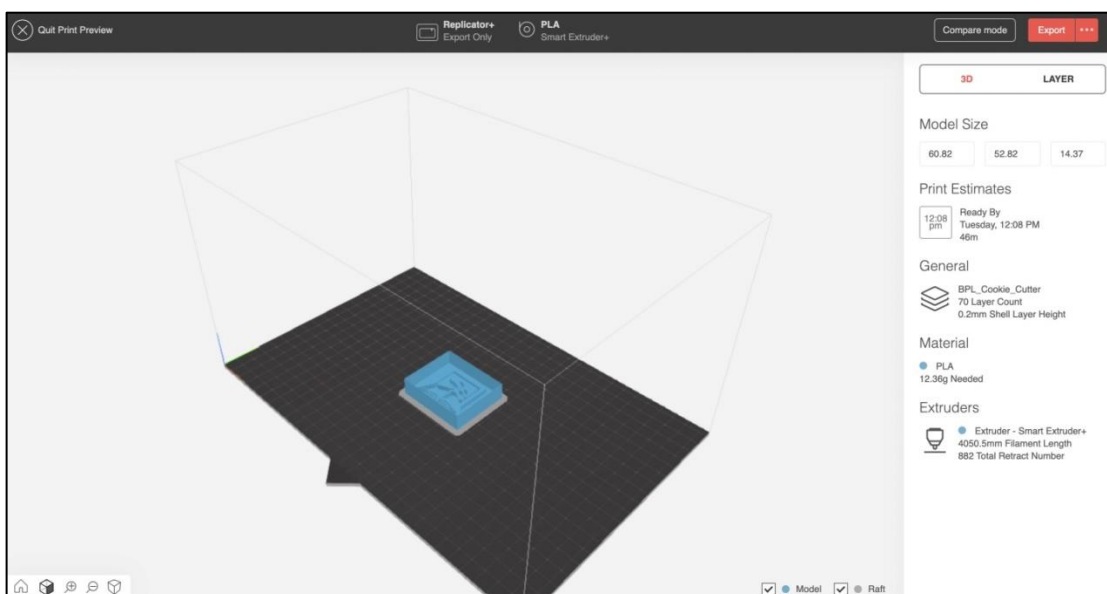 Quit Print Preview
Replicator+
Export Only
PLA
Smart Extruder+
Compare mode
Export
3D
LAYER
Model Size
60.82
52.82
14.37
Print Estimates
12:08
pm
Ready By
Tuesday, 12:08 PM
46m
General
BPL_Cookie_Cutter
70 Layer Count
0.2mm Shell Layer Height
Material
PLA
12.36g Needed
Extruders
Extruder - Smart Extruder+
4050.5mm Filament Length
882 Total Retract Number
Model
Raft